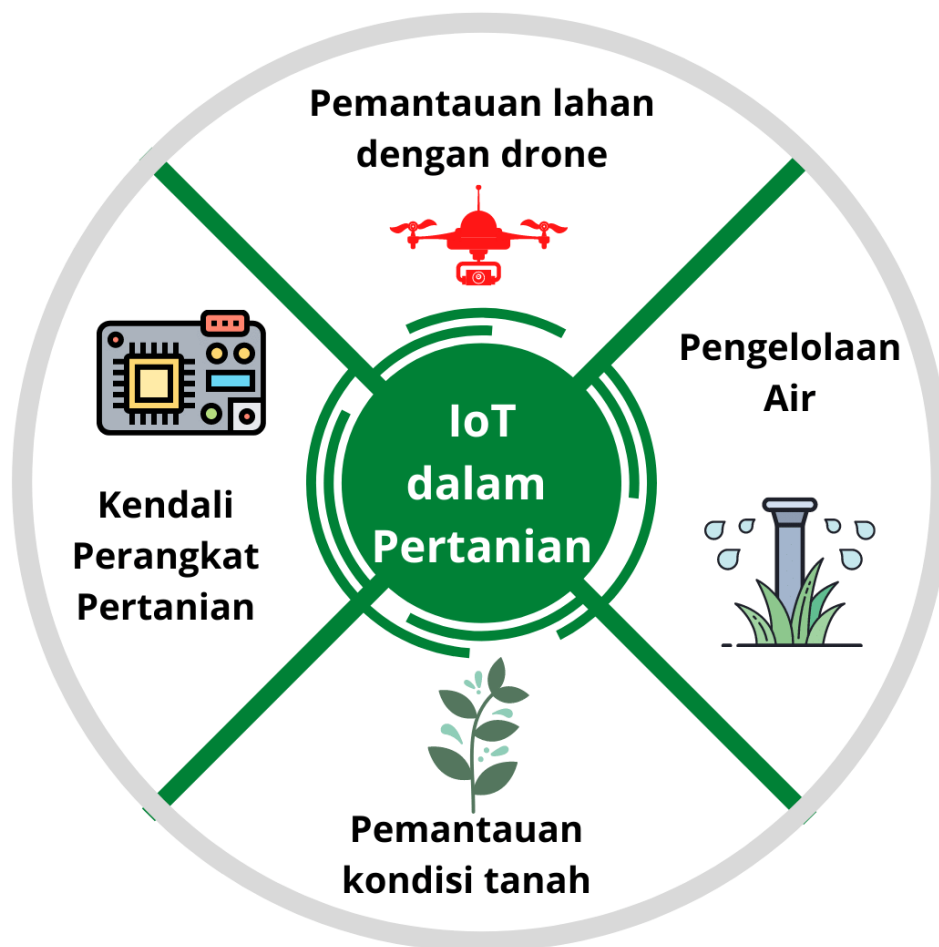 Pemantauan lahan
dengan drone
Pengelolaan
Air
IoT
dalam
Pertanian
Kendali
Perangkat
Pertanian
Pemantauan
kondisi tanah